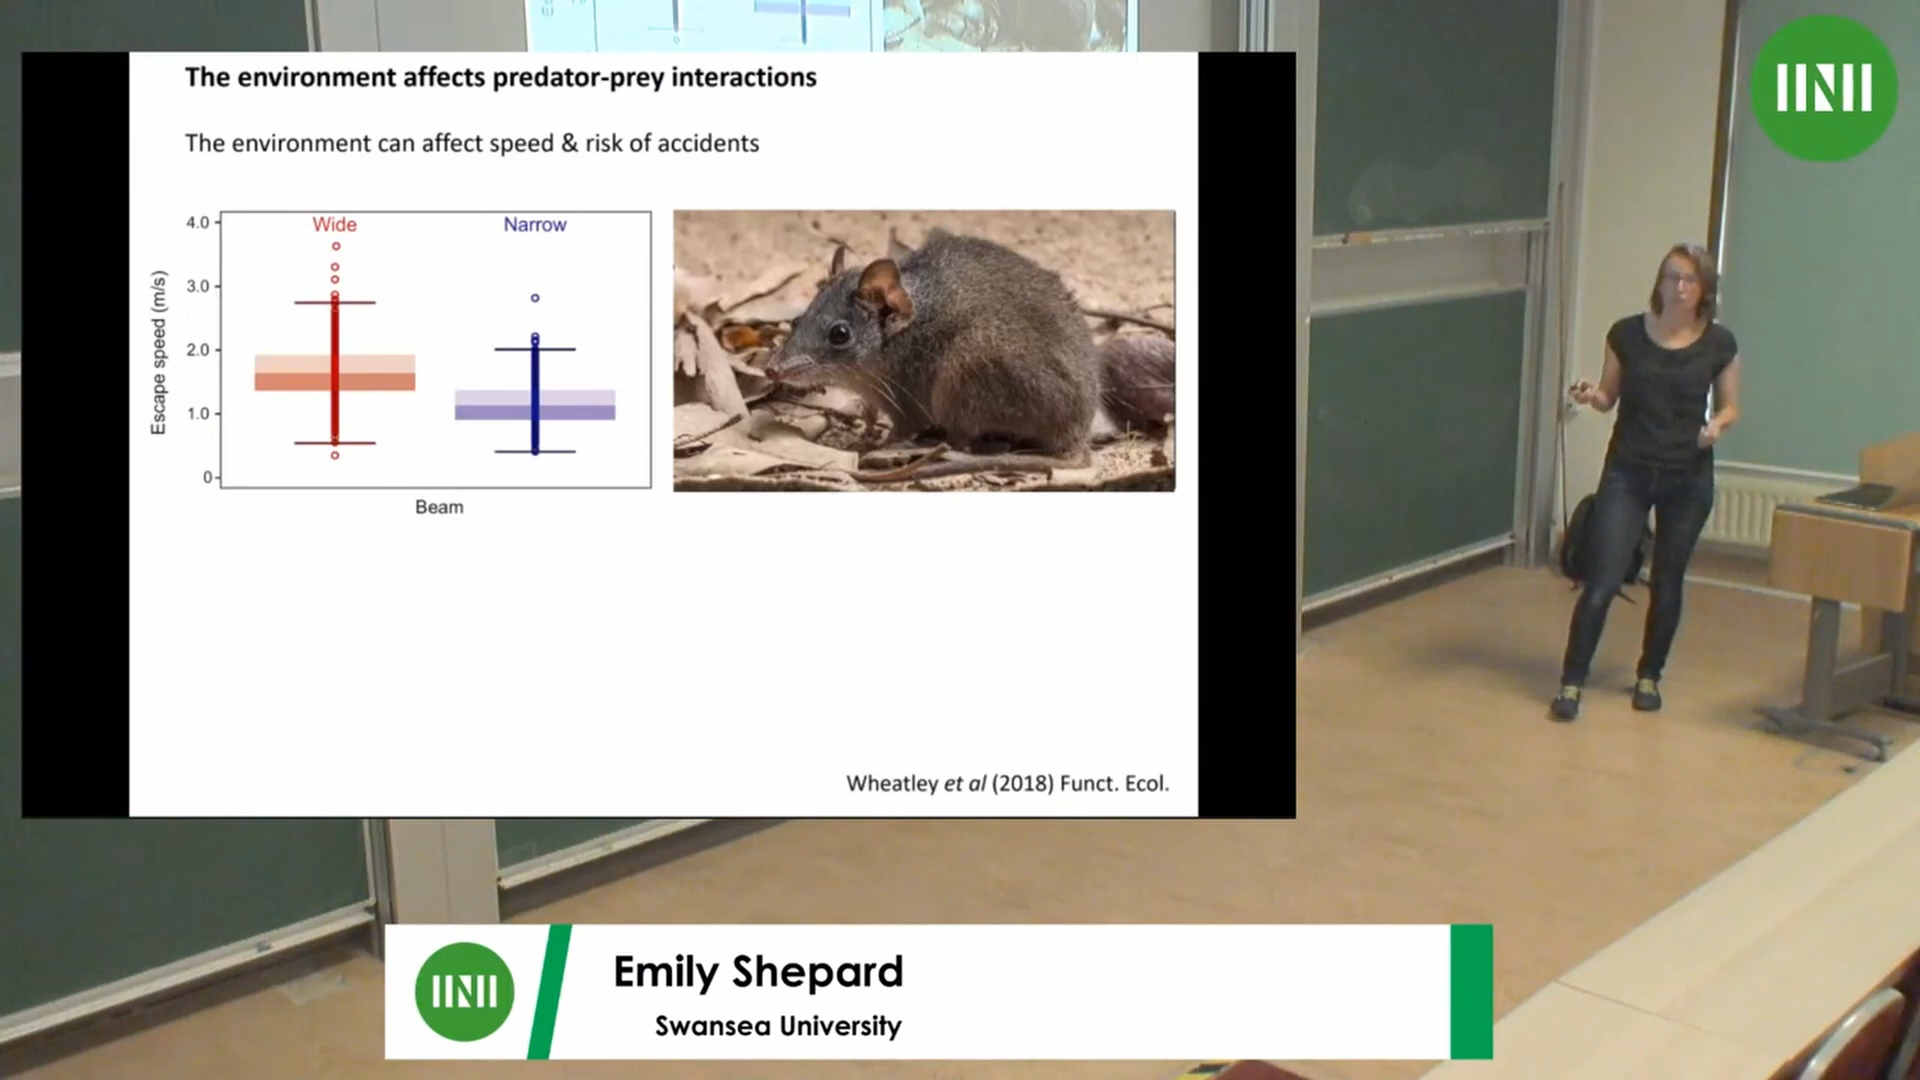 The environment affects predator-prey interactions
The environment can affect speed & risk of accidents
Wide
Narrow
4.0
3.0
2.0
1.0
0
Escape speed (m/s)
Beam
Wheatley et al (2018) Funct. Ecol.
Emily Shepard
Swansea University